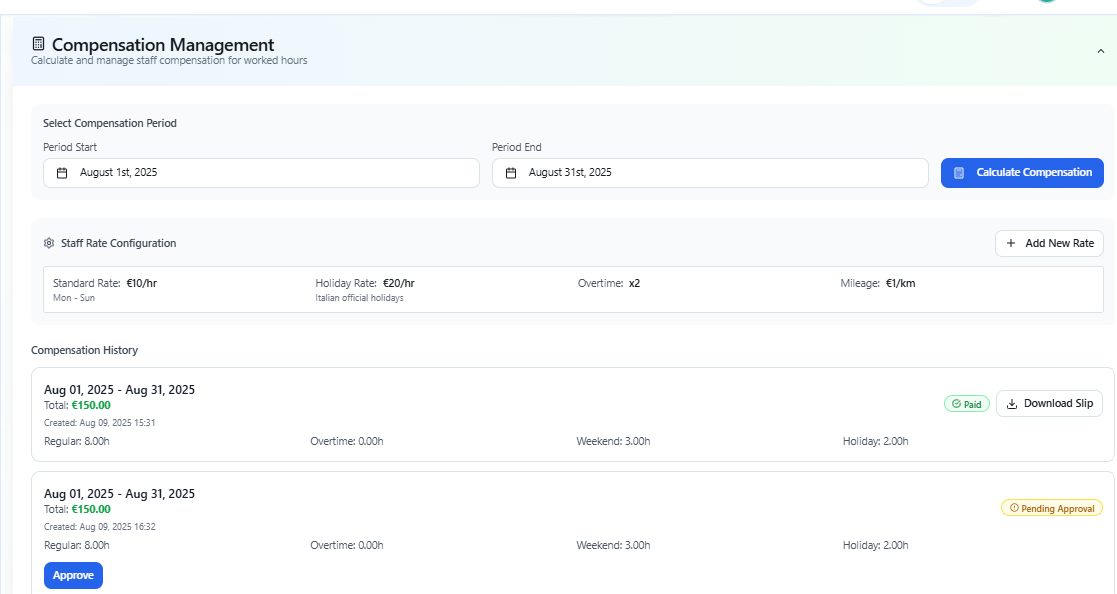 Compensation Management
Calculate and manage staff compensation for worked hours
Select Compensation Period
Period Start
Period End
August 1st, 2025
August 31st, 2025
Calculate Compensation
Staff Rate Configuration
+ Add New Rate
Standard Rate: €10/hr
Mon - Sun
Holiday Rate: €20/hr
Italian official holidays
Overtime: x2
Mileage: €1/km
Compensation History
Aug 01, 2025 - Aug 31, 2025
Total: €150.00
Created: Aug 09, 2025 15:31
Paid
Download Slip
Regular: 8.00h
Overtime: 0.00h
Weekend: 3.00h
Holiday: 2.00h
Aug 01, 2025 - Aug 31, 2025
Total: €150.00
Created: Aug 09, 2025 16:32
Pending Approval
Regular: 8.00h
Overtime: 0.00h
Weekend: 3.00h
Holiday: 2.00h
Approve